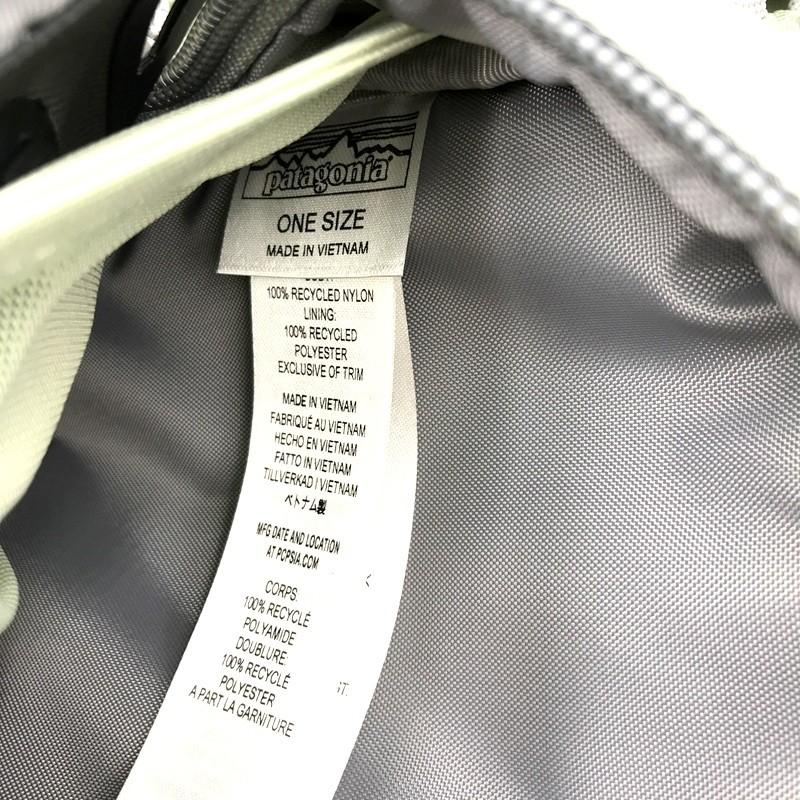 patagonia
ONE SIZE
MADE IN VIETNAM
100% RECYCLED NYLON
LINING:
100% RECYCLED
POLYESTER
EXCLUSIVE OF TRIM
MADE IN VIETNAM
FABRIQUÉ AU VIETNAM
HECHO EN VIETNAM
FATTO IN VIETNAM
TILLVERKAD I VIETNAM
ベトナム製
MFG DATE AND LOCATION
AT PCPSIA.COM
CORPS:
100% RECYCLÉ
POLYAMIDE
DOUBLURE:
100% RECYCLÉ
POLYESTER
A PART LA GARNITURE